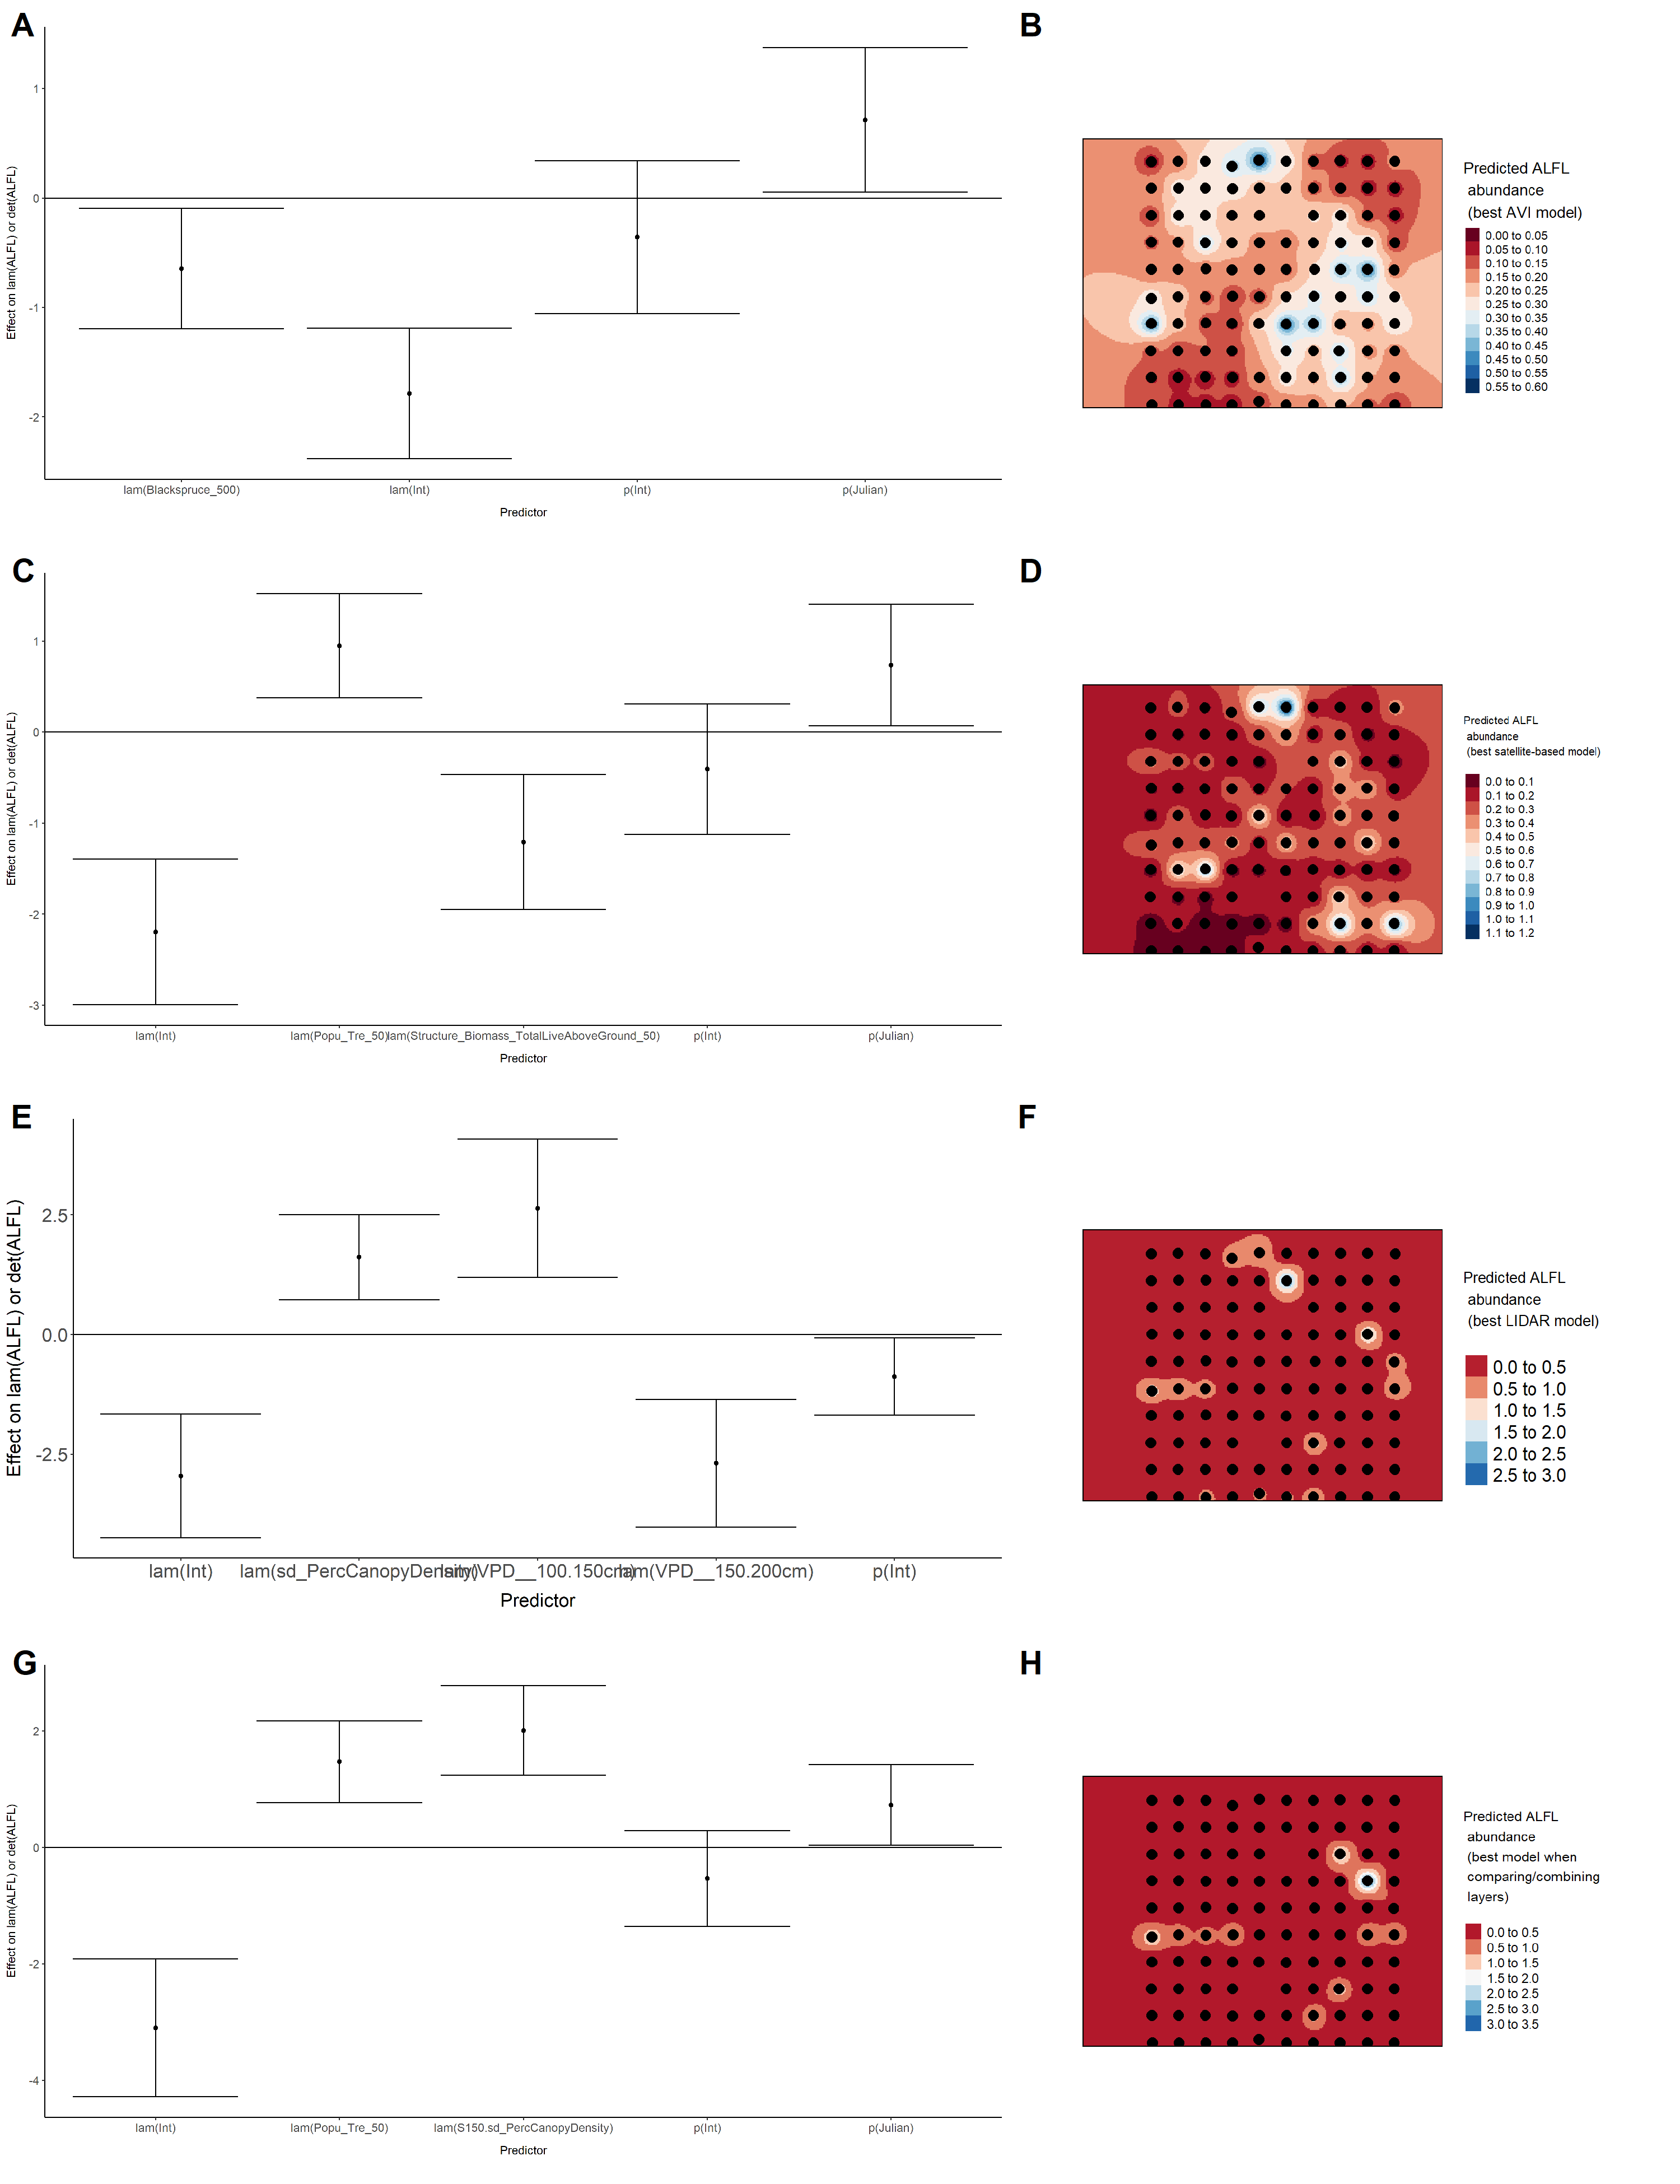 A
Effect on lam(ALFL) or det(ALFL)
1
0
-1
-2
lam(Blackspruce_500)
lam(Int)
p(Int)
p(Julian)
Predictor
B
Predicted ALFL
abundance
(best AVI model)
0.00 to 0.05
0.05 to 0.10
0.10 to 0.15
0.15 to 0.20
0.20 to 0.25
0.25 to 0.30
0.30 to 0.35
0.35 to 0.40
0.40 to 0.45
0.45 to 0.50
0.50 to 0.55
0.55 to 0.60
C
Effect on lam(ALFL) or det(ALFL)
1
0
-1
-2
-3
lam(Int)
lam(Popu_Tre_50)
lam(Structure_Biomass_TotalLiveAboveGround_50)
p(Int)
p(Julian)
Predictor
D
Predicted ALFL
abundance
(best satellite-based model)
0.0 to 0.1
0.1 to 0.2
0.2 to 0.3
0.3 to 0.4
0.4 to 0.5
0.5 to 0.6
0.6 to 0.7
0.7 to 0.8
0.8 to 0.9
0.9 to 1.0
1.0 to 1.1
1.1 to 1.2
E
Effect on lam(ALFL) or det(ALFL)
2.5
0.0
-2.5
lam(Int)
lam(sd_PercCanopyDensity)
lam(VPD__100.150cm)
lam(VPD__150.200cm)
p(Int)
Predictor
F
Predicted ALFL
abundance
(best LIDAR model)
0.0 to 0.5
0.5 to 1.0
1.0 to 1.5
1.5 to 2.0
2.0 to 2.5
2.5 to 3.0
G
Effect on lam(ALFL) or det(ALFL)
2
0
-2
-4
lam(Int)
lam(Popu_Tre_50)
lam(S150.sd_PercCanopyDensity)
p(Int)
p(Julian)
Predictor
H
Predicted ALFL
abundance
(best model when
comparing/combining
layers)
0.0 to 0.5
0.5 to 1.0
1.0 to 1.5
1.5 to 2.0
2.0 to 2.5
2.5 to 3.0
3.0 to 3.5